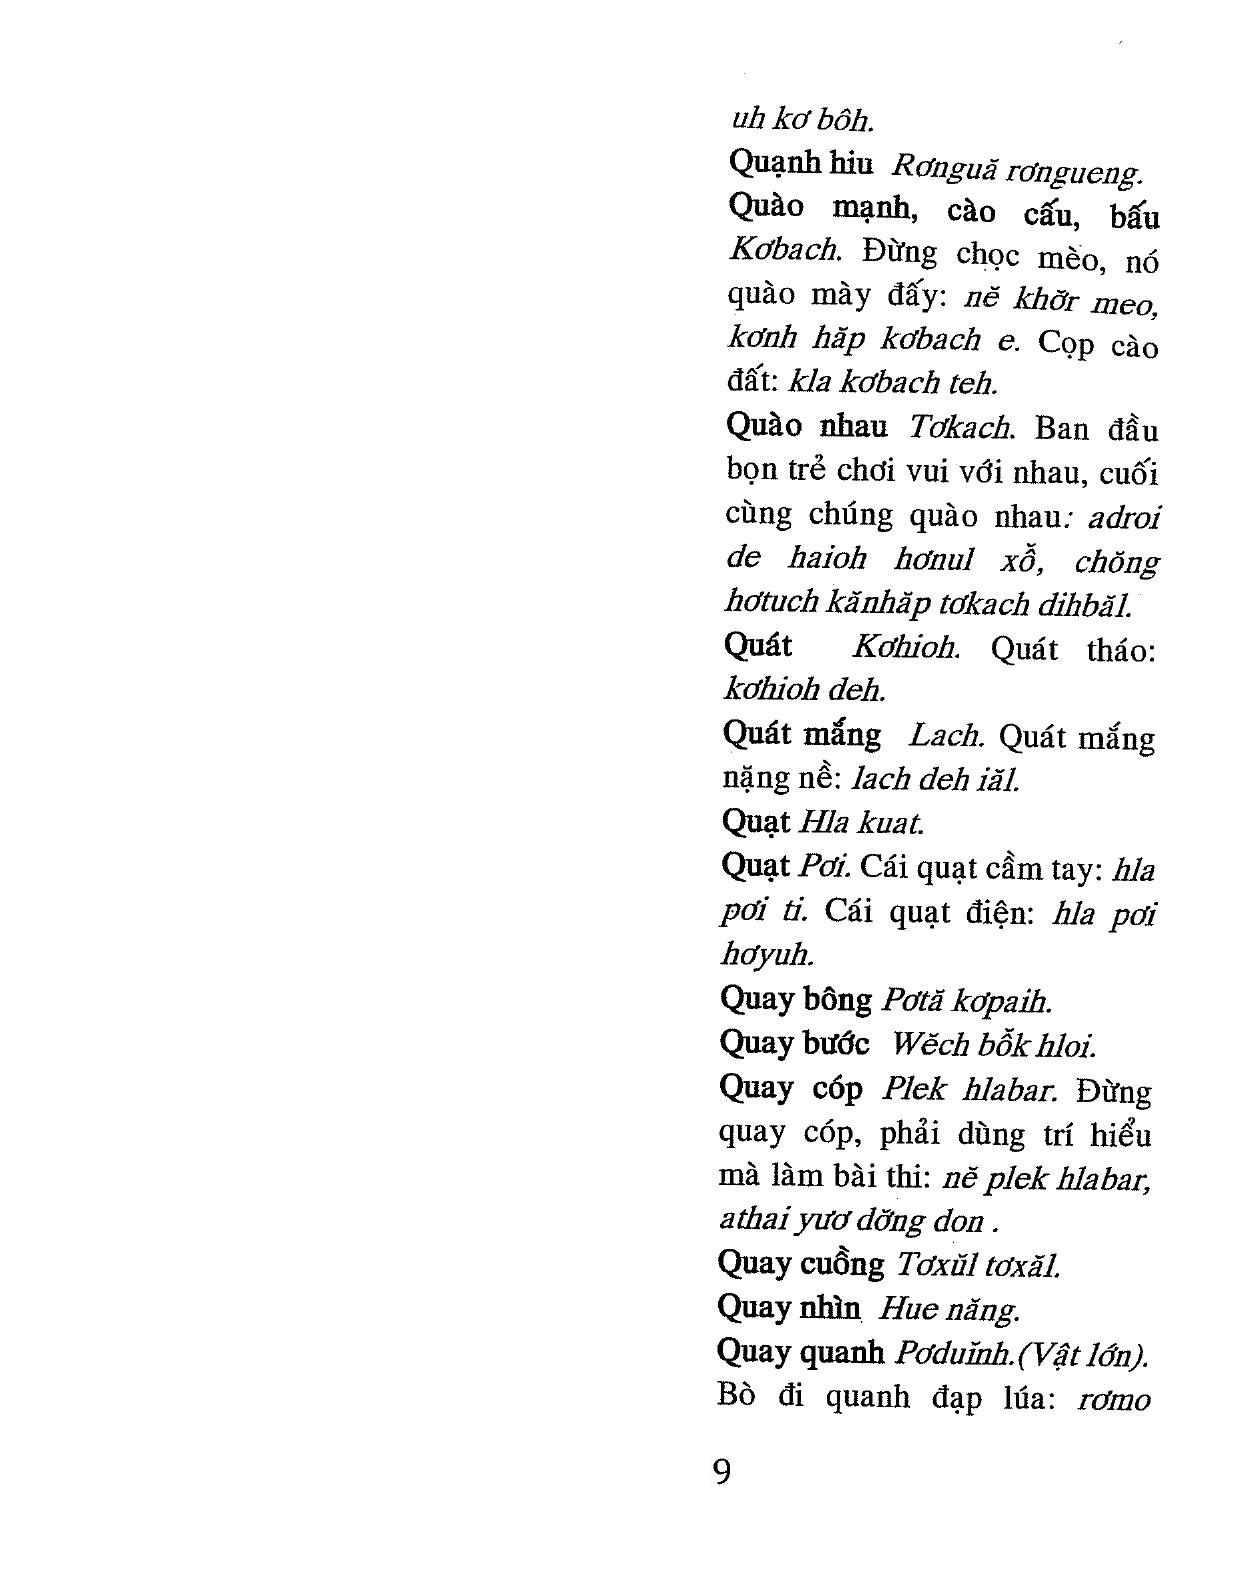 uh kơ bôh.
Quạnh hiu Rơnguă rơngueng.
Quào mạnh, cào cấu, bấu
Kơbach. Đừng chọc mèo, nó
quào mày đấy: nĕ khơ̆r meo,
kơnh hăp kơbach e. Cọp cào
đất: kla kơbach teh.
Quào nhau Tơkach. Ban đầu
bọn trẻ chơi vui với nhau, cuối
cùng chúng quào nhau: adroi
de haioh hơnul xô̆, chŏng
hơtuch kănhăp tơkach dihbăl.
Quát Kơhioh. Quát tháo:
kơhioh deh.
Quát mắng Lach. Quát mắng
nặng nề: lach deh iăl.
Quạt Hla kuat.
Quạt Pơi. Cái quạt cầm tay: hla
pơi ti. Cái quạt điện: hla pơi
hơyuh.
Quay bông Pơtă kơpaih.
Quay bước Wĕch bô̆k hloi.
Quay cóp Plek hlabar. Đừng
quay cóp, phải dùng trí hiểu
mà làm bài thi: nĕ plek hlabar,
athai yươ dơ̆ng don .
Quay cuồng Tơxŭl tơxăl.
Quay nhìn Hue năng.
Quay quanh Pơduĭnh.(Vật lớn).
Bò đi quanh đạp lúa: rơmo
9